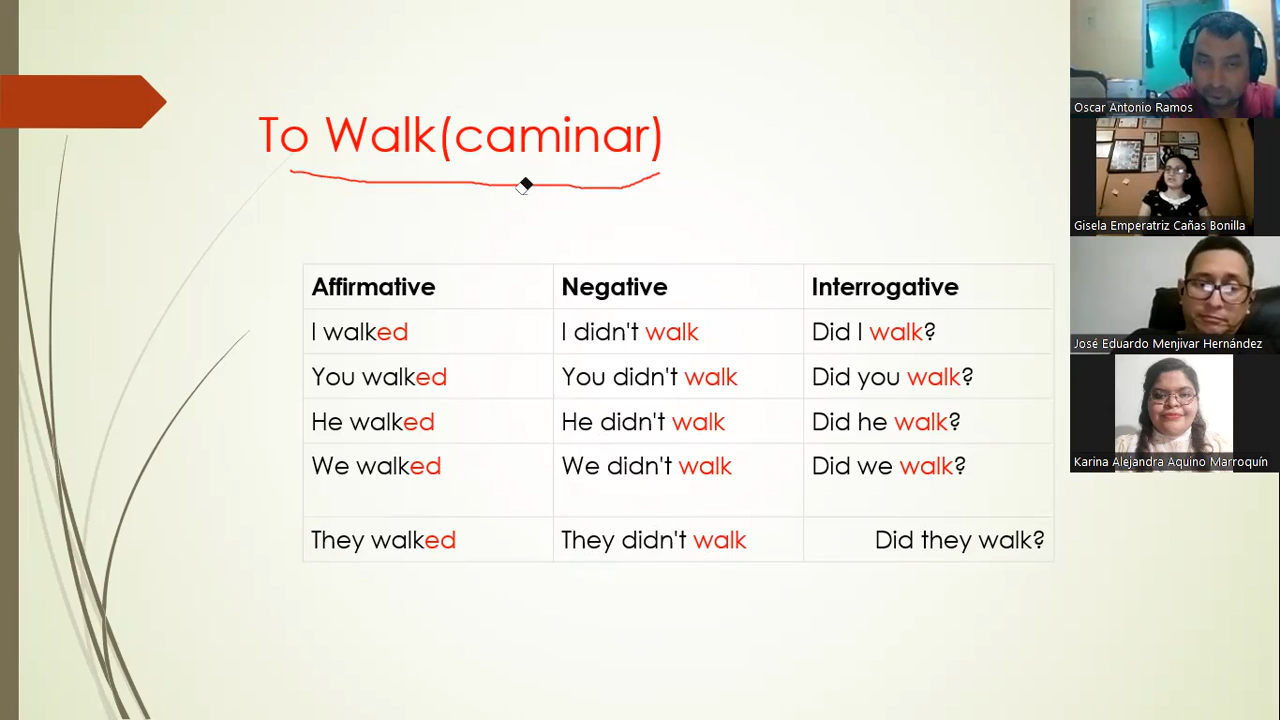 To Walk(caminar)
Affirmative Negative Interrogative
I walked I didn't walk Did I walk?
You walked You didn't walk Did you walk?
He walked He didn't walk Did he walk?
We walked We didn't walk Did we walk?
They walked They didn't walk Did they walk?
Oscar Antonio Ramos
Gisela Emperatriz Cañas Bonilla
José Eduardo Menjivar Hernández
Karina Alejandra Aquino Marroquín